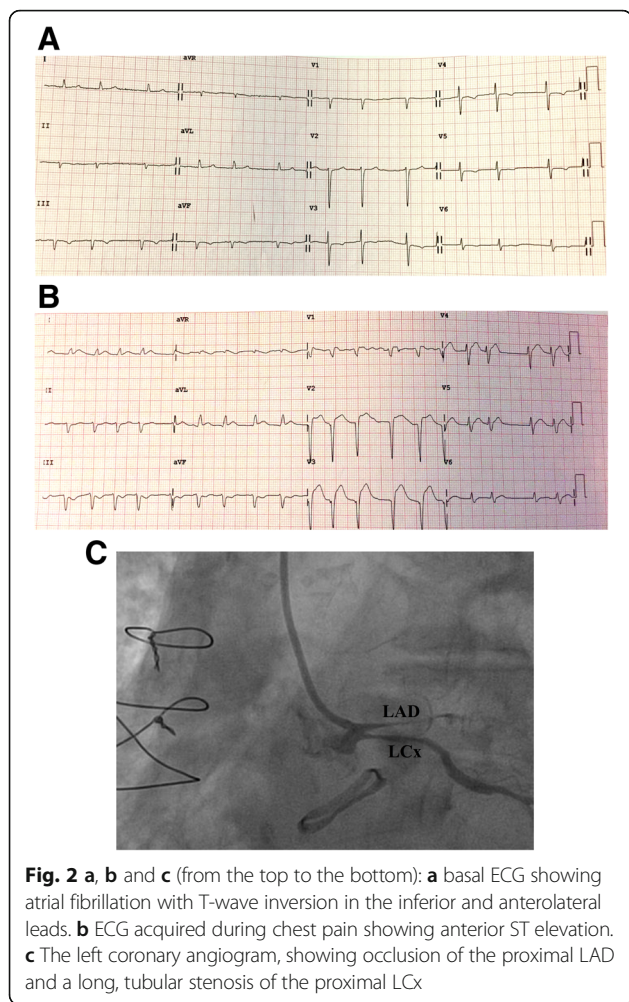 A
I aVR V1 V4
II aVL V2 V5
III aVF V3 V6
B
I aVR V1 V4
II aVL V2 V5
III aVF V3 V6
C
LAD
LCx
Fig. 2 a, b and c (from the top to the bottom): a basal ECG showing
atrial fibrillation with T-wave inversion in the inferior and anterolateral
leads. b ECG acquired during chest pain showing anterior ST elevation.
c The left coronary angiogram, showing occlusion of the proximal LAD
and a long, tubular stenosis of the proximal LCx